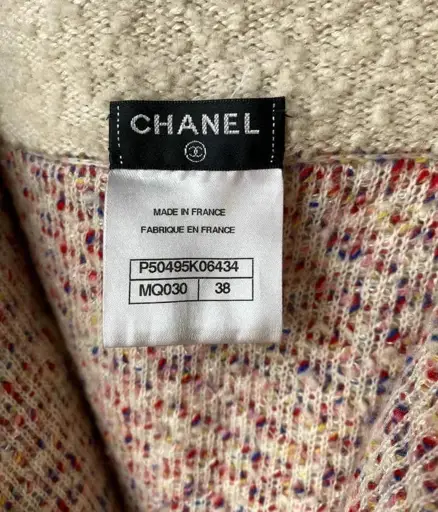 CHANEL
MADE IN FRANCE
FABRIQUE EN FRANCE
P50495K06434
MQ030 38